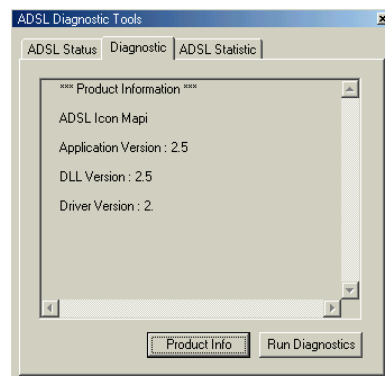 ADSL Diagnostic Tools
ADSL Status Diagnostic ADSL Statistic
*** Product Information ***
ADSL Icon Mapi
Application Version : 2.5
DLL Version : 2.5
Driver Version : 2.
Product Info Run Diagnostics